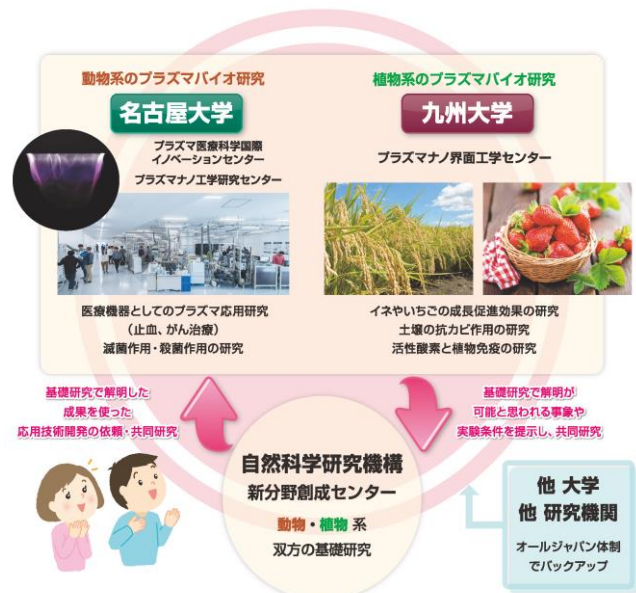 動物系のプラズマバイオ研究
名古屋大学
プラズマ医療科学国際
イノベーションセンター
プラズマナノ工学研究センター
医療機器としてのプラズマ応用研究
(止血、がん治療)
滅菌作用・殺菌作用の研究
植物系のプラズマバイオ研究
九州大学
プラズマナノ界面工学センター
イネやいちごの成長促進効果の研究
土壌の抗カビ作用の研究
活性酸素と植物免疫の研究
基礎研究で解明した
成果を使った
応用技術開発の依頼・共同研究
基礎研究で解明が
可能と思われる事象や
実験条件を提示し、共同研究
自然科学研究機構
新分野創成センター
動物・植物 系
双方の基礎研究
他 大学
他 研究機関
オールジャパン体制
でバックアップ